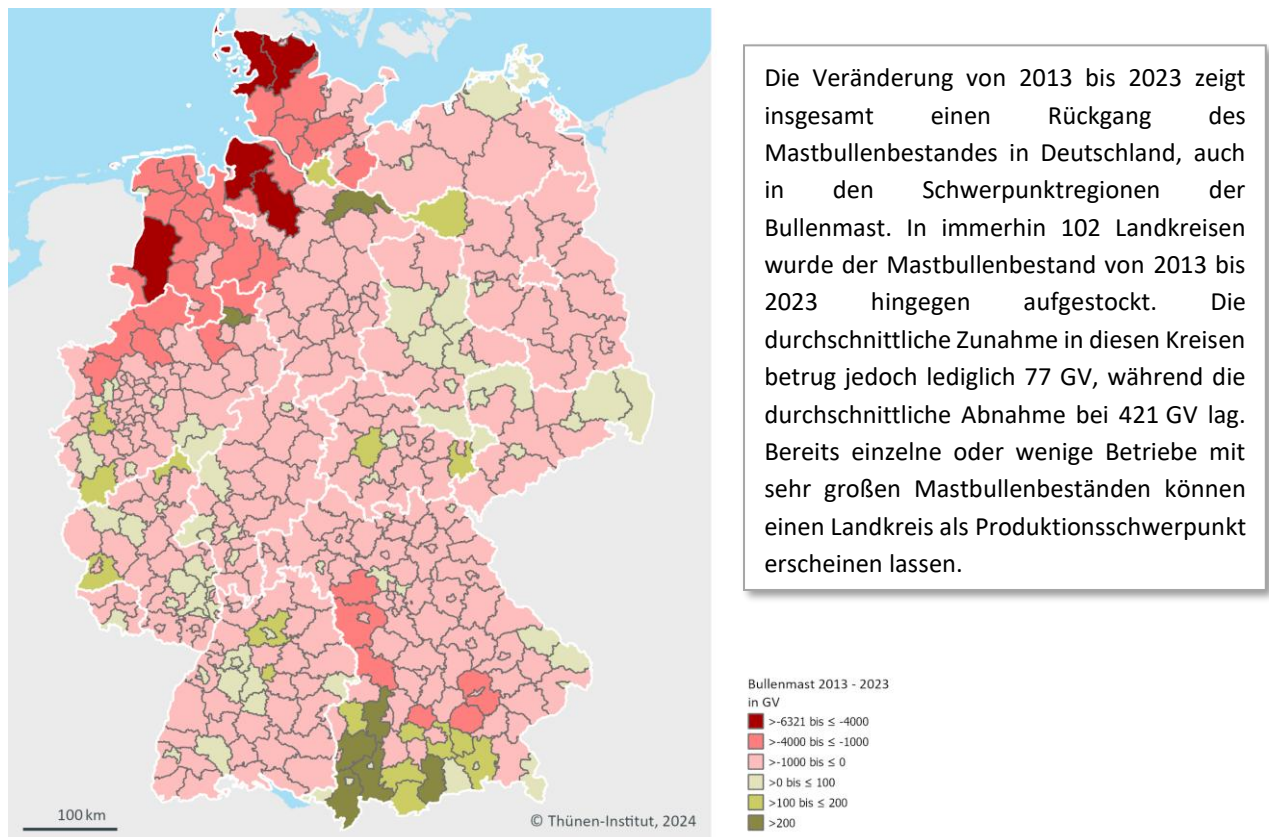 Die Veränderung von 2013 bis 2023 zeigt
insgesamt einen Rückgang des
Mastbullenbestandes in Deutschland, auch
in den Schwerpunktregionen der
Bullenmast. In immerhin 102 Landkreisen
wurde der Mastbullenbestand von 2013 bis
2023 hingegen aufgestockt. Die
durchschnittliche Zunahme in diesen Kreisen
betrug jedoch lediglich 77 GV, während die
durchschnittliche Abnahme bei 421 GV lag.
Bereits einzelne oder wenige Betriebe mit
sehr großen Mastbullenbeständen können
einen Landkreis als Produktionsschwerpunkt
erscheinen lassen.
Bullenmast 2013 - 2023
in GV
>-6321 bis ≤ -4000
>-4000 bis ≤ -1000
>-1000 bis ≤ 0
>0 bis ≤ 100
>100 bis ≤ 200
>200
100 km
© Thünen-Institut, 2024